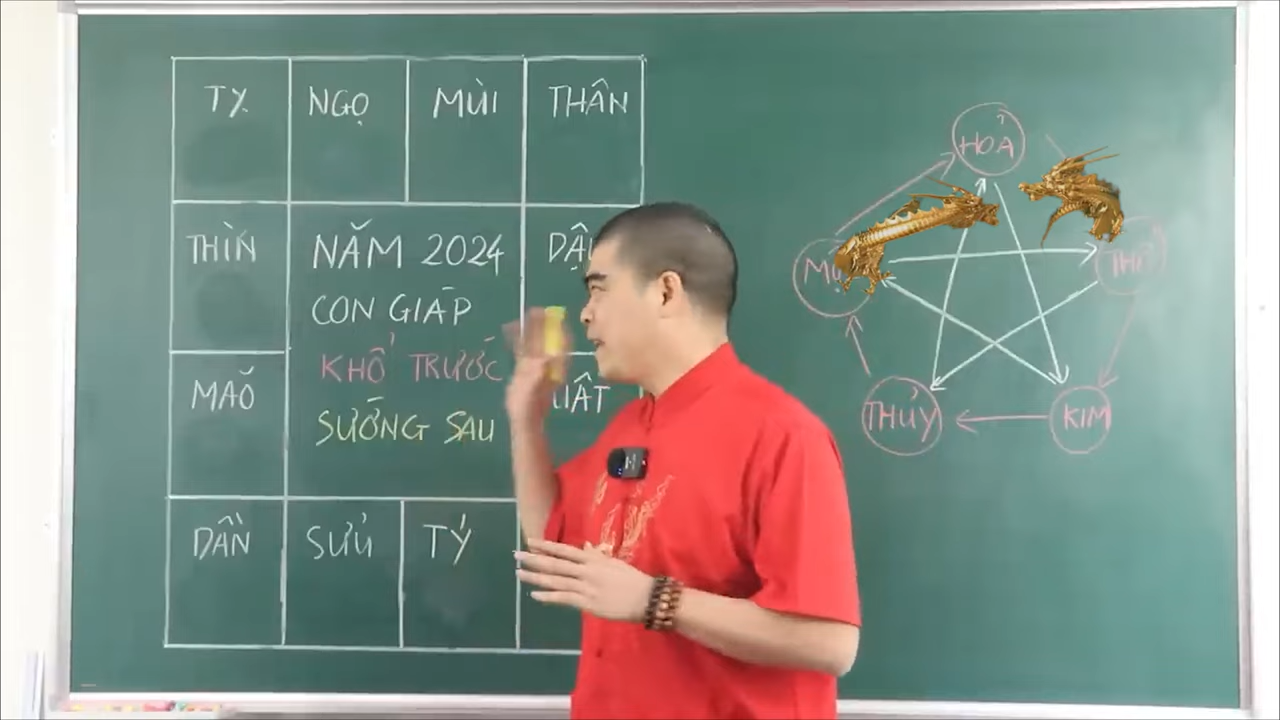 TỴ NGỌ MÙI THÂN
THÌN
NĂM 2024
CON GIÁP
KHỔ TRƯỚC
SƯỚNG SAU
MÃO
DẦN SỬU TÝ
HỎA
THỦY
KIM